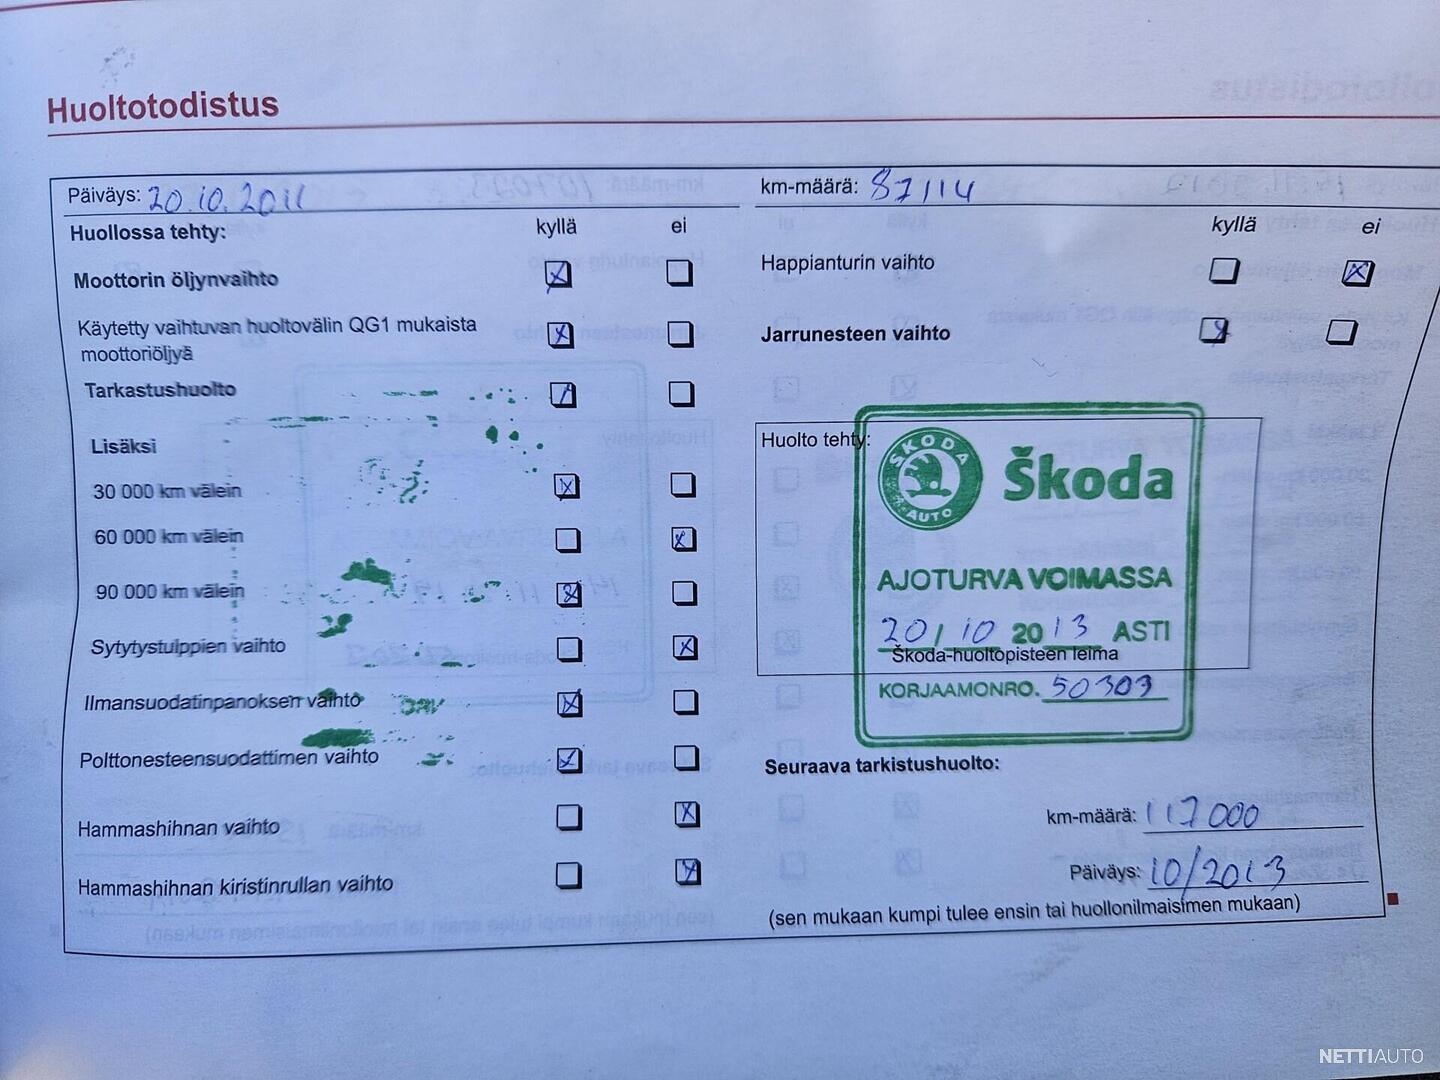 Huoltotodistus
Päiväys: 20.10.2011
km-määrä: 87114
Huollossa tehty:
kyllä
ei
Moottorin öljynvaihto
Käytetty vaihtuvan huoltovälin QG1 mukaista
moottoriöljyä
Tarkastushuolto
Lisäksi
30 000 km välein
60 000 km välein
90 000 km välein
Sytytystulppien vaihto
Ilmansuodatinpanoksen vaihto
Polttonesteensuodattimen vaihto
Hammashihnan vaihto
Hammashihnan kiristinrullan vaihto
kyllä
ei
Happianturin vaihto
Jarrunesteen vaihto
Huolto tehty:
ŠKODA
AUTO
Škoda
AJOTURVA VOIMASSA
20/10 2013 ASTI
Škoda-huoltopisteen leima
KORJAAMONRO. 50303
Seuraava tarkistushuolto:
km-määrä: 117000
Päiväys: 10/2013
(sen mukaan kumpi tulee ensin tai huollonilmaisimen mukaan)
NETTIAUTO